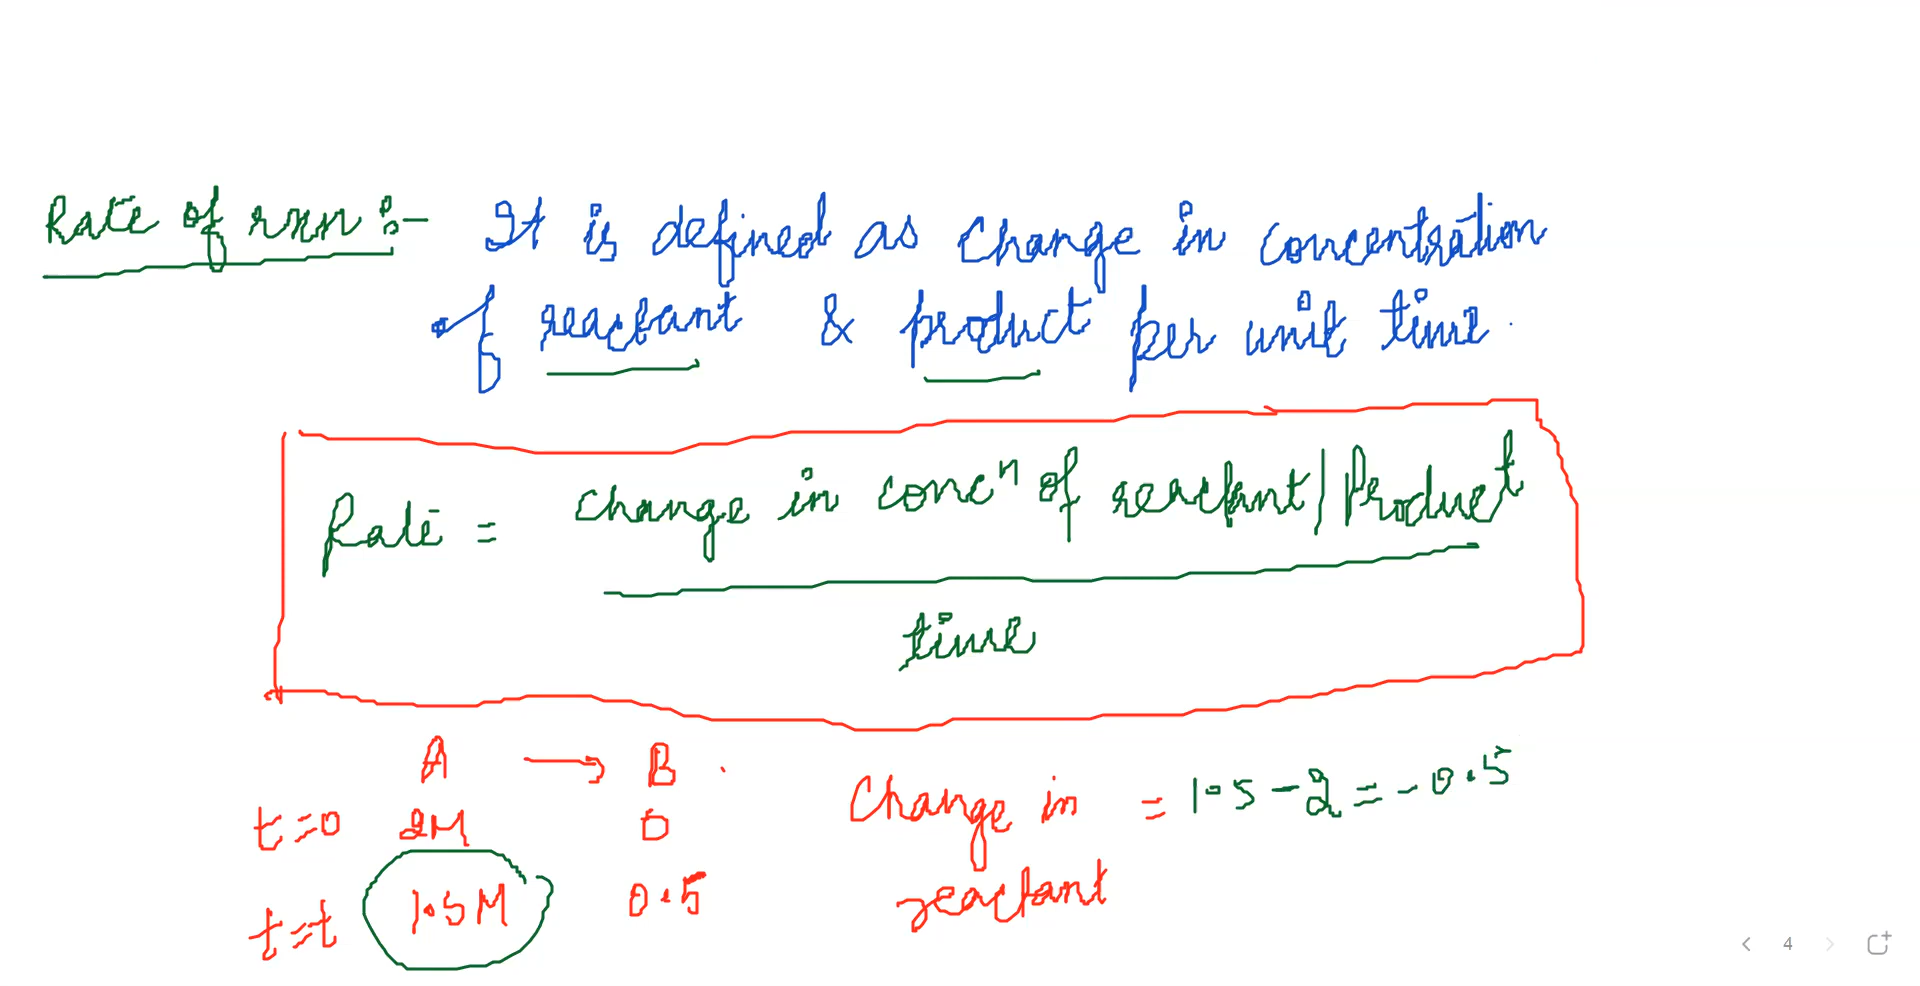 Rate of rxn :- It is defined as change in concentration
of reactant & product per unit time.
Rate = change in concⁿ of reactant / Product
time
A → B
t=0 2M 0
t=t 1.5M 0.5
Change in reactant = 1.5 - 2 = - 0.5
4